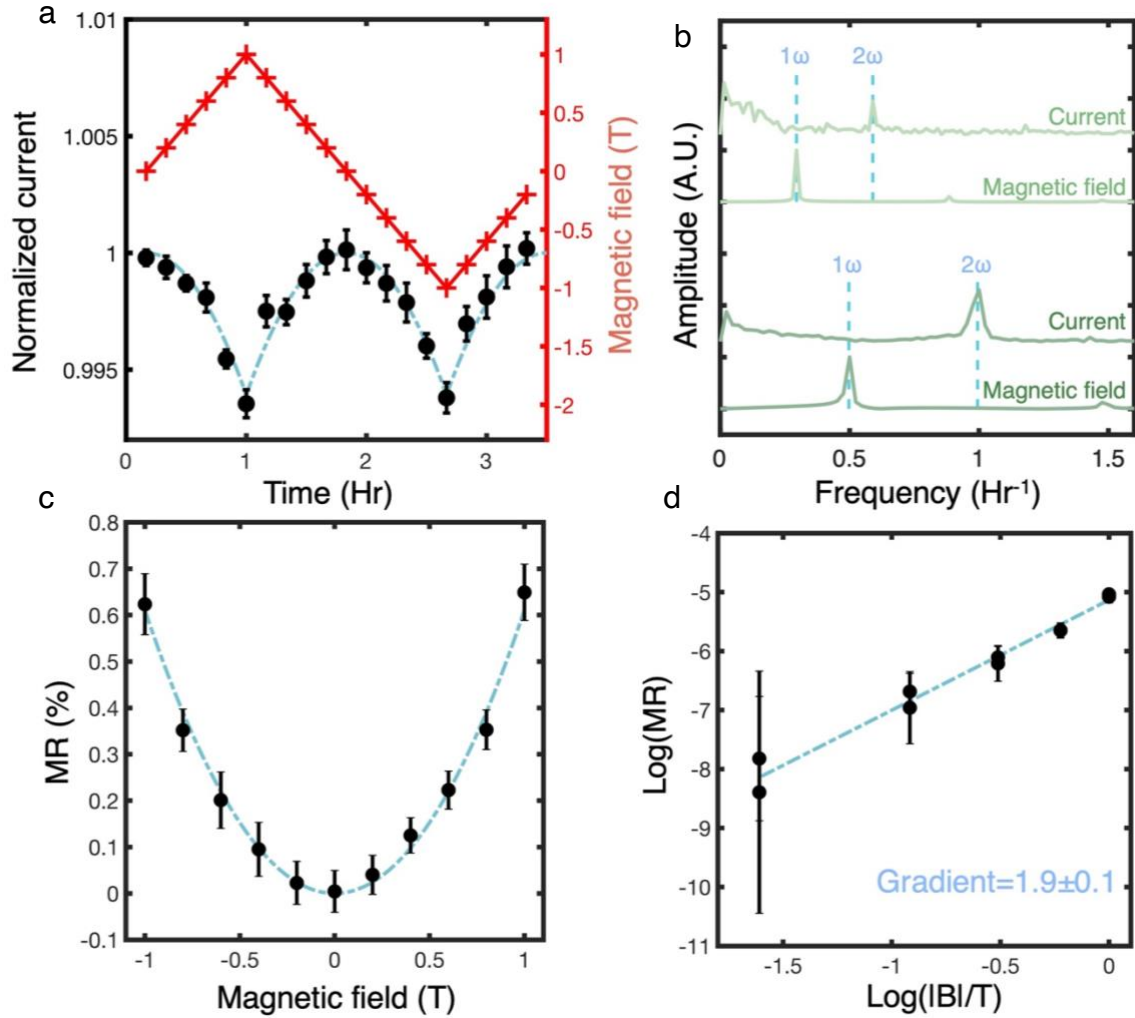 a
1.01
1.005
1
0.995
Normalized current
0
1
2
3
Time (Hr)
1
0.5
0
-0.5
-1
-1.5
-2
Magnetic field (T)
b
1ω
2ω
Current
Magnetic field
1ω
2ω
Current
Magnetic field
Amplitude (A.U.)
0
0.5
1
1.5
Frequency (Hr⁻¹)
c
0.8
0.7
0.6
0.5
0.4
0.3
0.2
0.1
0
-0.1
MR (%)
-1
-0.5
0
0.5
1
Magnetic field (T)
d
-4
-5
-6
-7
-8
-9
-10
-11
Log(MR)
Gradient=1.9±0.1
-1.5
-1
-0.5
0
Log(|B|/T)